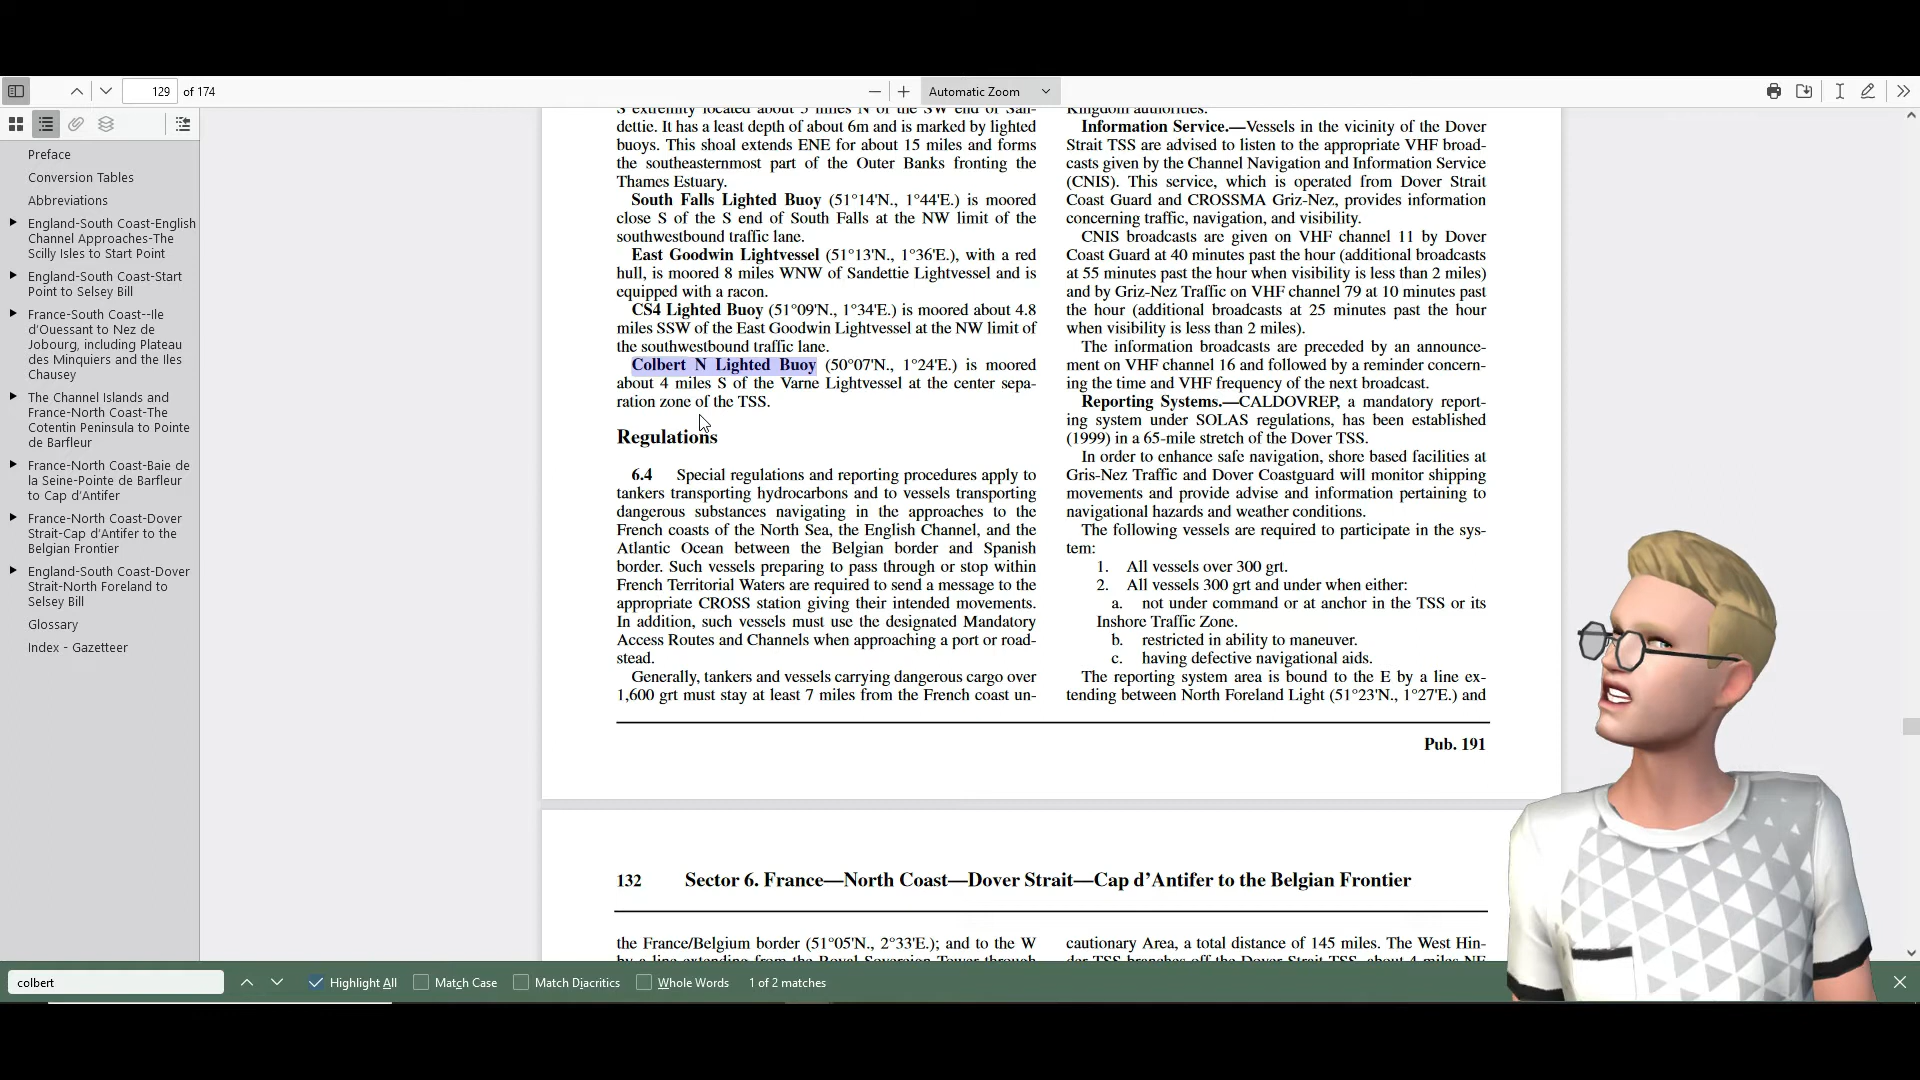 129 of 174
Automatic Zoom
Preface
Conversion Tables
Abbreviations
England-South Coast-English
Channel Approaches-The
Scilly Isles to Start Point
England-South Coast-Start
Point to Selsey Bill
France-South Coast--Ile
d'Ouessant to Nez de
Jobourg, including Plateau
des Minquiers and the Iles
Chausey
The Channel Islands and
France-North Coast-The
Cotentin Peninsula to Pointe
de Barfleur
France-North Coast-Baie de
la Seine-Pointe de Barfleur
to Cap d'Antifer
France-North Coast-Dover
Strait-Cap d'Antifer to the
Belgian Frontier
England-South Coast-Dover
Strait-North Foreland to
Selsey Bill
Glossary
Index - Gazetteer
S extremity located about 5 miles N of the SW end of San-
dettie. It has a least depth of about 6m and is marked by lighted
buoys. This shoal extends ENE for about 15 miles and forms
the southeasternmost part of the Outer Banks fronting the
Thames Estuary.
South Falls Lighted Buoy (51°14'N., 1°44'E.) is moored
close S of the S end of South Falls at the NW limit of the
southwestbound traffic lane.
East Goodwin Lightvessel (51°13'N., 1°36'E.), with a red
hull, is moored 8 miles WNW of Sandettie Lightvessel and is
equipped with a racon.
CS4 Lighted Buoy (51°09'N., 1°34'E.) is moored about 4.8
miles SSW of the East Goodwin Lightvessel at the NW limit of
the southwestbound traffic lane.
Colbert N Lighted Buoy (50°07'N., 1°24'E.) is moored
about 4 miles S of the Varne Lightvessel at the center sepa-
ration zone of the TSS.
Regulations
6.4 Special regulations and reporting procedures apply to
tankers transporting hydrocarbons and to vessels transporting
dangerous substances navigating in the approaches to the
French coasts of the North Sea, the English Channel, and the
Atlantic Ocean between the Belgian border and Spanish
border. Such vessels preparing to pass through or stop within
French Territorial Waters are required to send a message to the
appropriate CROSS station giving their intended movements.
In addition, such vessels must use the designated Mandatory
Access Routes and Channels when approaching a port or road-
stead.
Generally, tankers and vessels carrying dangerous cargo over
1,600 grt must stay at least 7 miles from the French coast un-
Kingdom authorities.
Information Service.—Vessels in the vicinity of the Dover
Strait TSS are advised to listen to the appropriate VHF broad-
casts given by the Channel Navigation and Information Service
(CNIS). This service, which is operated from Dover Strait
Coast Guard and CROSSMA Griz-Nez, provides information
concerning traffic, navigation, and visibility.
CNIS broadcasts are given on VHF channel 11 by Dover
Coast Guard at 40 minutes past the hour (additional broadcasts
at 55 minutes past the hour when visibility is less than 2 miles)
and by Griz-Nez Traffic on VHF channel 79 at 10 minutes past
the hour (additional broadcasts at 25 minutes past the hour
when visibility is less than 2 miles).
The information broadcasts are preceded by an announce-
ment on VHF channel 16 and followed by a reminder concern-
ing the time and VHF frequency of the next broadcast.
Reporting Systems.—CALDOVREP, a mandatory report-
ing system under SOLAS regulations, has been established
(1999) in a 65-mile stretch of the Dover TSS.
In order to enhance safe navigation, shore based facilities at
Gris-Nez Traffic and Dover Coastguard will monitor shipping
movements and provide advise and information pertaining to
navigational hazards and weather conditions.
The following vessels are required to participate in the sys-
tem:
1. All vessels over 300 grt.
2. All vessels 300 grt and under when either:
a. not under command or at anchor in the TSS or its
Inshore Traffic Zone.
b. restricted in ability to maneuver.
c. having defective navigational aids.
The reporting system area is bound to the E by a line ex-
tending between North Foreland Light (51°23'N., 1°27'E.) and
Pub. 191
132 Sector 6. France—North Coast—Dover Strait—Cap d'Antifer to the Belgian Frontier
the France/Belgium border (51°05'N., 2°33'E.); and to the W
by a line extending from the Royal Sovereign Tower through
cautionary Area, a total distance of 145 miles. The West Hin-
der TSS branches off the Dover Strait TSS, about 4 miles NE
colbert
Highlight All
Match Case
Match Diacritics
Whole Words
1 of 2 matches